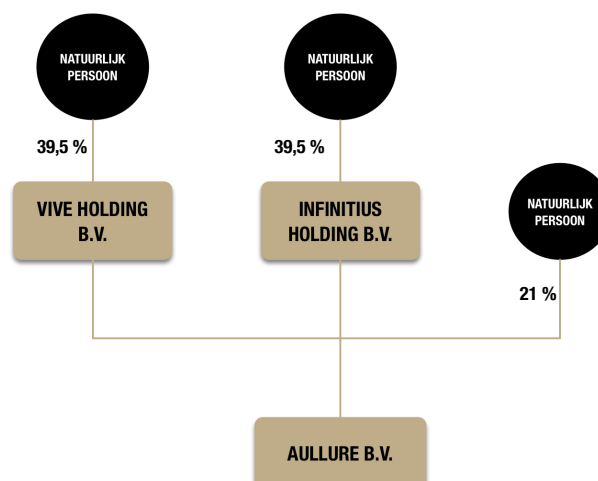 NATUURLIJK
PERSOON
NATUURLIJK
PERSOON
39,5 %
39,5 %
VIVE HOLDING
B.V.
INFINITIUS
HOLDING B.V.
NATUURLIJK
PERSOON
21 %
AULLURE B.V.